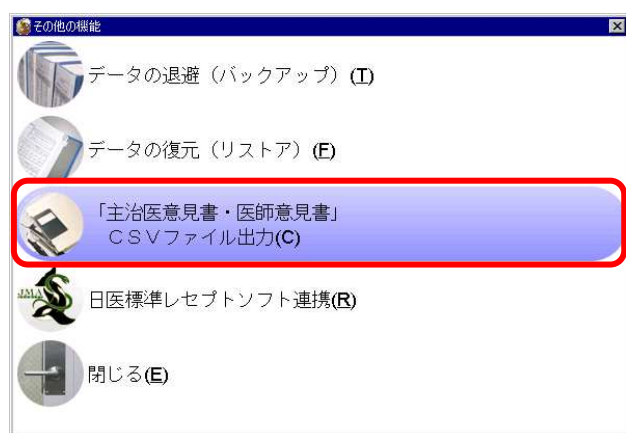 その他の機能
データの退避（バックアップ）(T)
データの復元（リストア）(F)
「主治医意見書・医師意見書」
ＣＳＶファイル出力(C)
JMA
日医標準レセプトソフト連携(R)
閉じる(E)